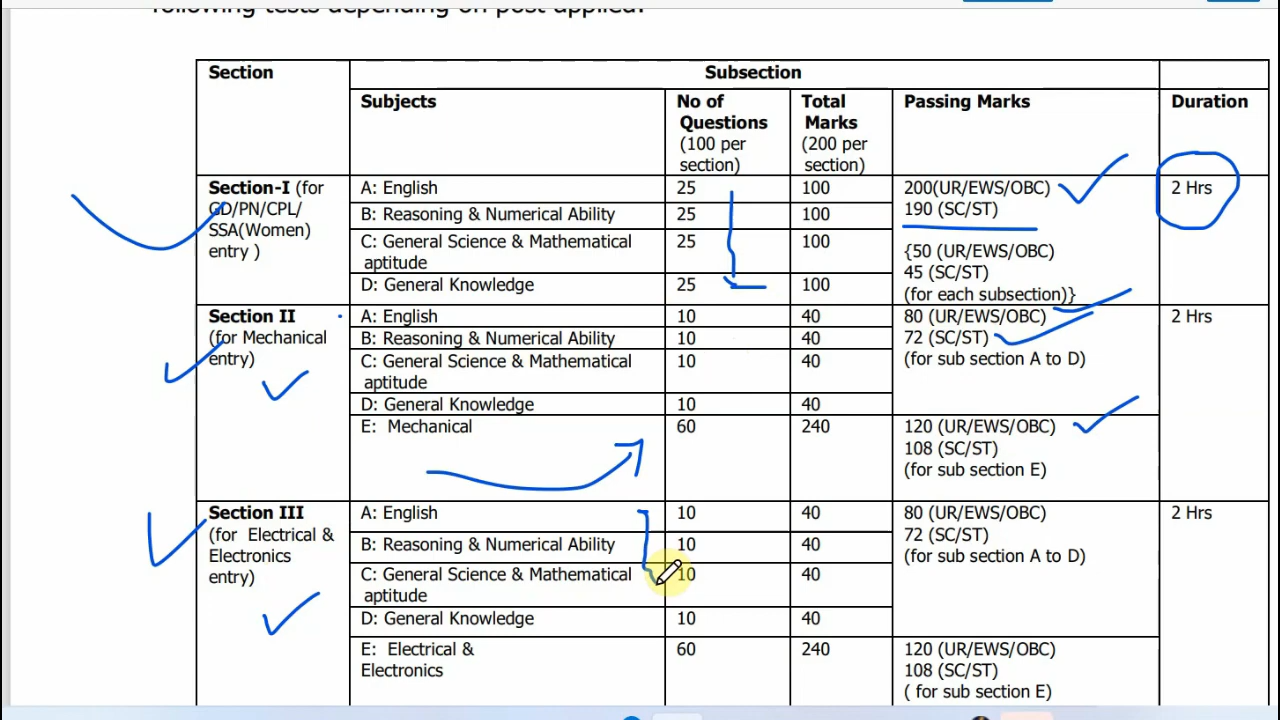 following tests depending on post applied:
Section
Subsection
Subjects
No of Questions (100 per section)
Total Marks (200 per section)
Passing Marks
Duration
Section-I (for GD/PN/CPL/ SSA(Women) entry )
A: English
25
100
200(UR/EWS/OBC)
190 (SC/ST)
{50 (UR/EWS/OBC)
45 (SC/ST)
(for each subsection)}
2 Hrs
B: Reasoning & Numerical Ability
25
100
C: General Science & Mathematical aptitude
25
100
D: General Knowledge
25
100
Section II
(for Mechanical entry)
A: English
10
40
80 (UR/EWS/OBC)
72 (SC/ST)
(for sub section A to D)
2 Hrs
B: Reasoning & Numerical Ability
10
40
C: General Science & Mathematical aptitude
10
40
D: General Knowledge
10
40
E: Mechanical
60
240
120 (UR/EWS/OBC)
108 (SC/ST)
(for sub section E)
Section III
(for Electrical & Electronics entry)
A: English
10
40
80 (UR/EWS/OBC)
72 (SC/ST)
(for sub section A to D)
2 Hrs
B: Reasoning & Numerical Ability
10
40
C: General Science & Mathematical aptitude
10
40
D: General Knowledge
10
40
E: Electrical & Electronics
60
240
120 (UR/EWS/OBC)
108 (SC/ST)
( for sub section E)